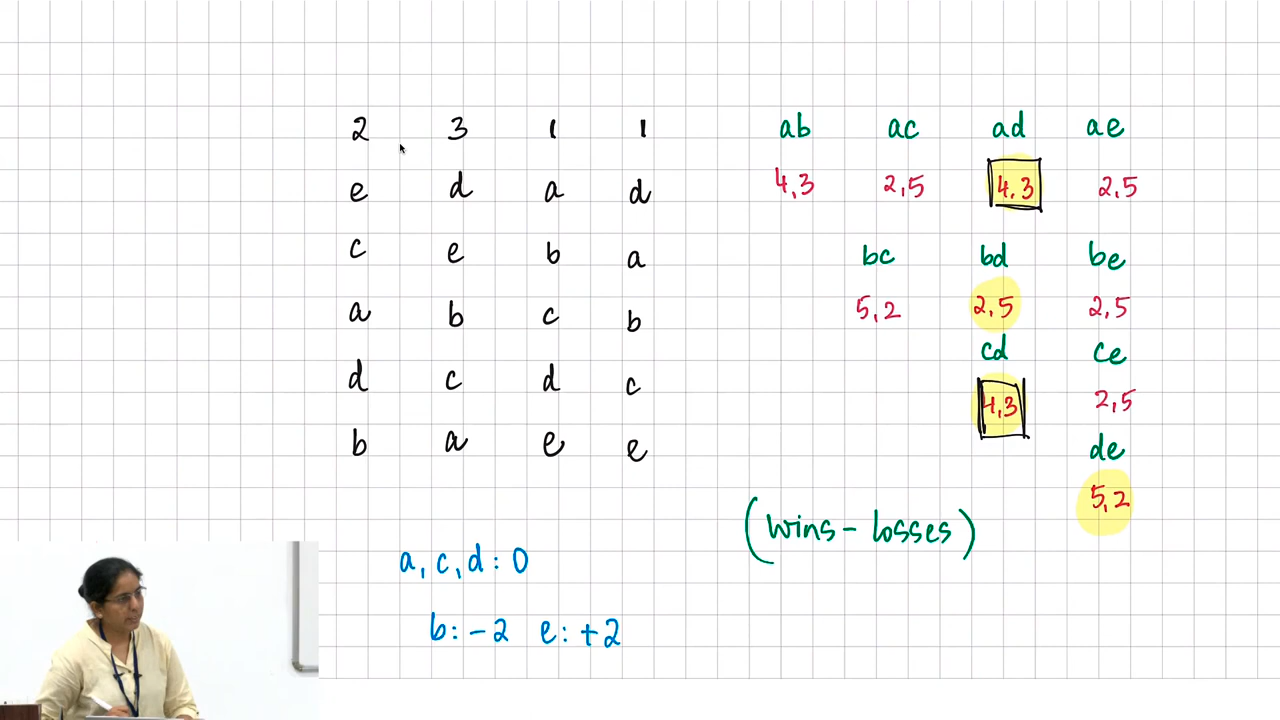 2 3 1 1
e d a d
c e b a
a b c b
d c d c
b a e e
ab ac ad ae
4,3 2,5 4,3 2,5
bc bd be
5,2 2,5 2,5
cd ce
4,3 2,5
de
5,2
(wins - losses)
a, c, d: 0
b: -2 e: +2